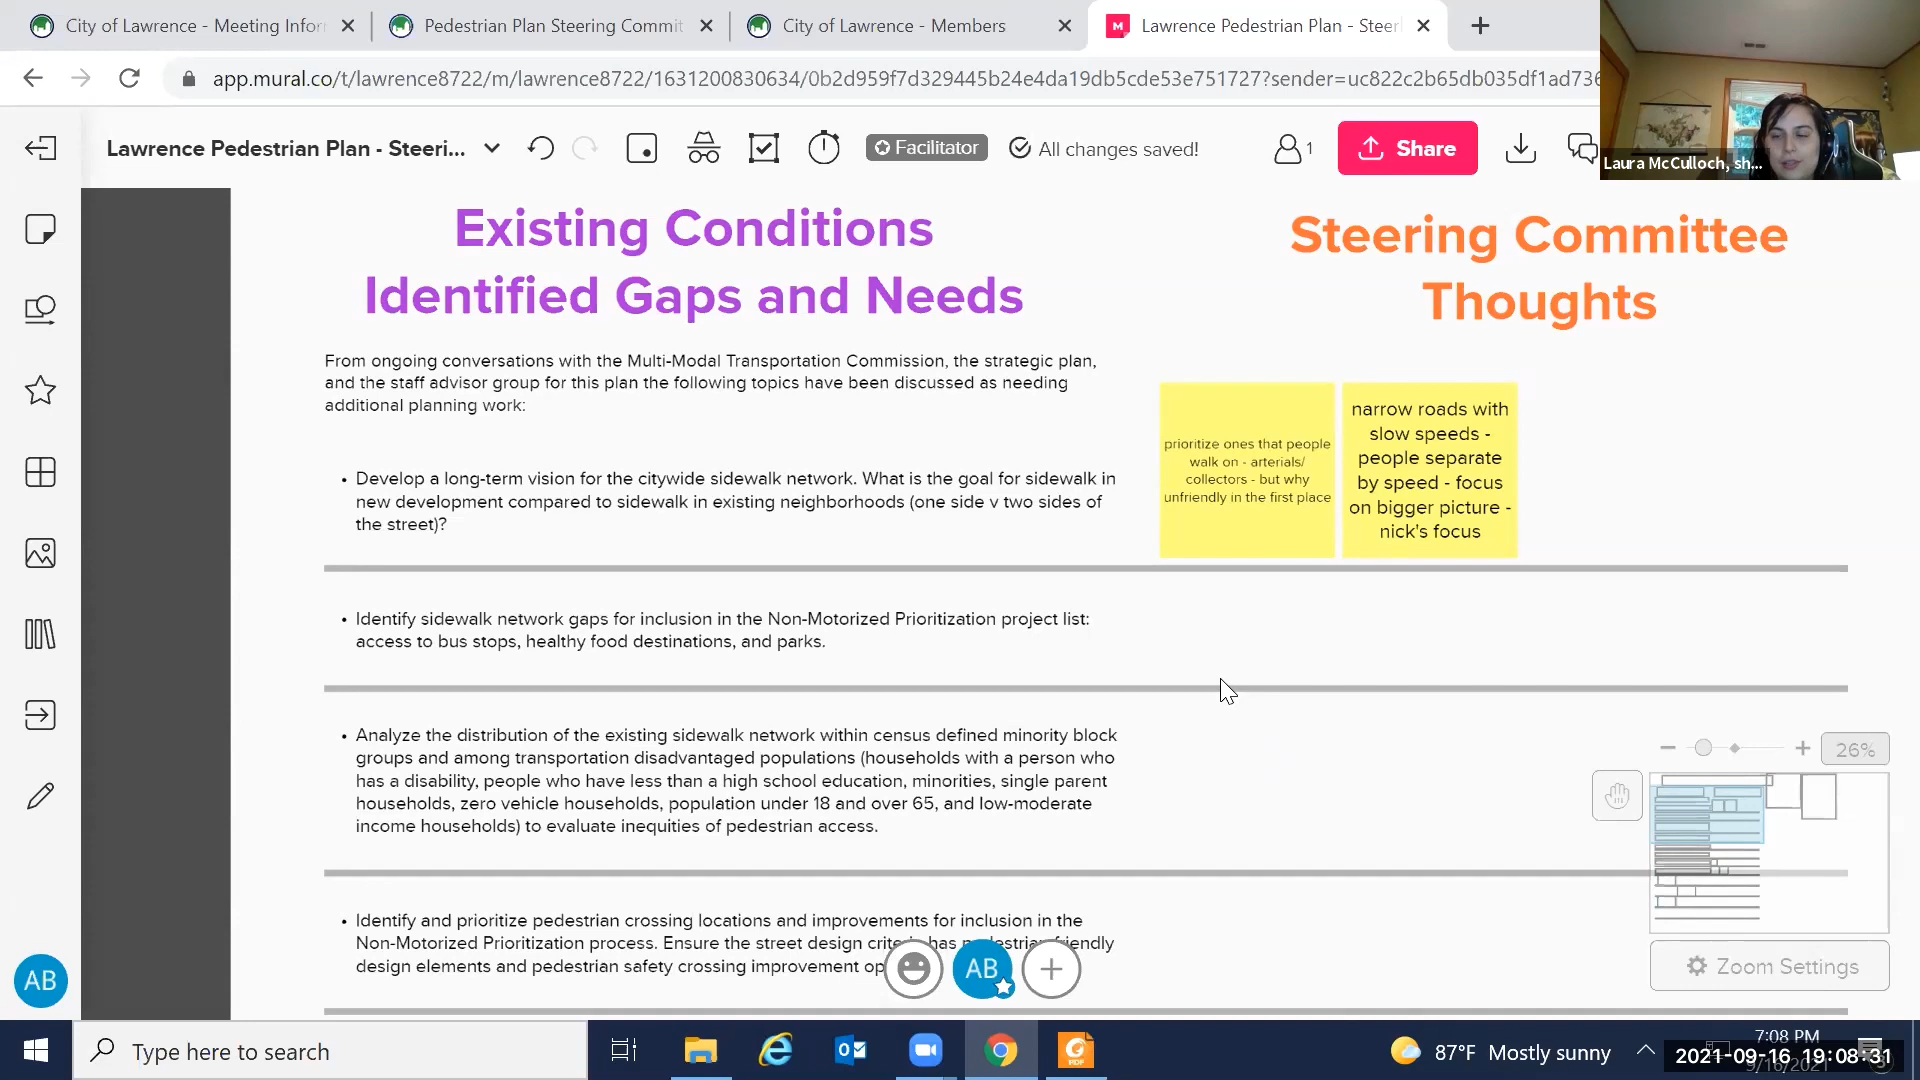 City of Lawrence - Meeting Infor
Pedestrian Plan Steering Commit
City of Lawrence - Members
Lawrence Pedestrian Plan - Steer
app.mural.co/t/lawrence8722/m/lawrence8722/1631200830634/0b2d959f7d329445b24e4da19db5cde53e751727?sender=uc822c2b65db035df1ad736
Laura McCulloch, sh...
Lawrence Pedestrian Plan - Steeri...
Facilitator
All changes saved!
1
Share
Existing Conditions
Identified Gaps and Needs
Steering Committee
Thoughts
From ongoing conversations with the Multi-Modal Transportation Commission, the strategic plan,
and the staff advisor group for this plan the following topics have been discussed as needing
additional planning work:
• Develop a long-term vision for the citywide sidewalk network. What is the goal for sidewalk in
new development compared to sidewalk in existing neighborhoods (one side v two sides of
the street)?
prioritize ones that people
walk on - arterials/
collectors - but why
unfriendly in the first place
narrow roads with
slow speeds -
people separate
by speed - focus
on bigger picture -
nick's focus
• Identify sidewalk network gaps for inclusion in the Non-Motorized Prioritization project list:
access to bus stops, healthy food destinations, and parks.
• Analyze the distribution of the existing sidewalk network within census defined minority block
groups and among transportation disadvantaged populations (households with a person who
has a disability, people who have less than a high school education, minorities, single parent
households, zero vehicle households, population under 18 and over 65, and low-moderate
income households) to evaluate inequities of pedestrian access.
• Identify and prioritize pedestrian crossing locations and improvements for inclusion in the
Non-Motorized Prioritization process. Ensure the street design criteria has pedestrian friendly
design elements and pedestrian safety crossing improvement op
26%
Zoom Settings
AB
AB
Type here to search
87°F Mostly sunny
7:08 PM
9/16/2021
2021-09-16 19:08:31